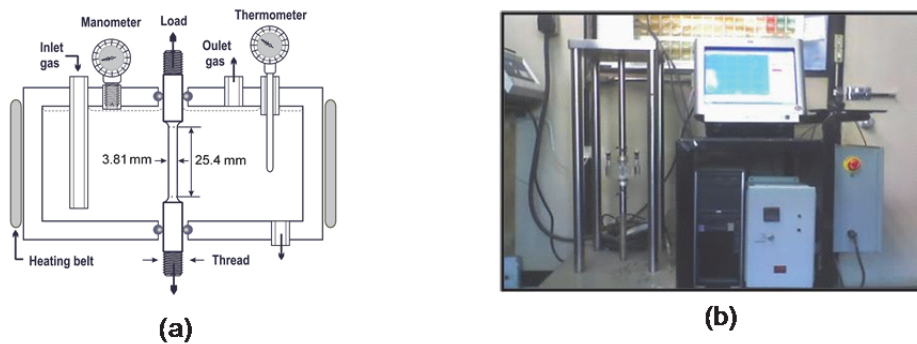 Manometer
Load
Thermometer
Inlet
gas
Oulet
gas
3.81 mm
25.4 mm
Heating belt
Thread
(a)
(b)